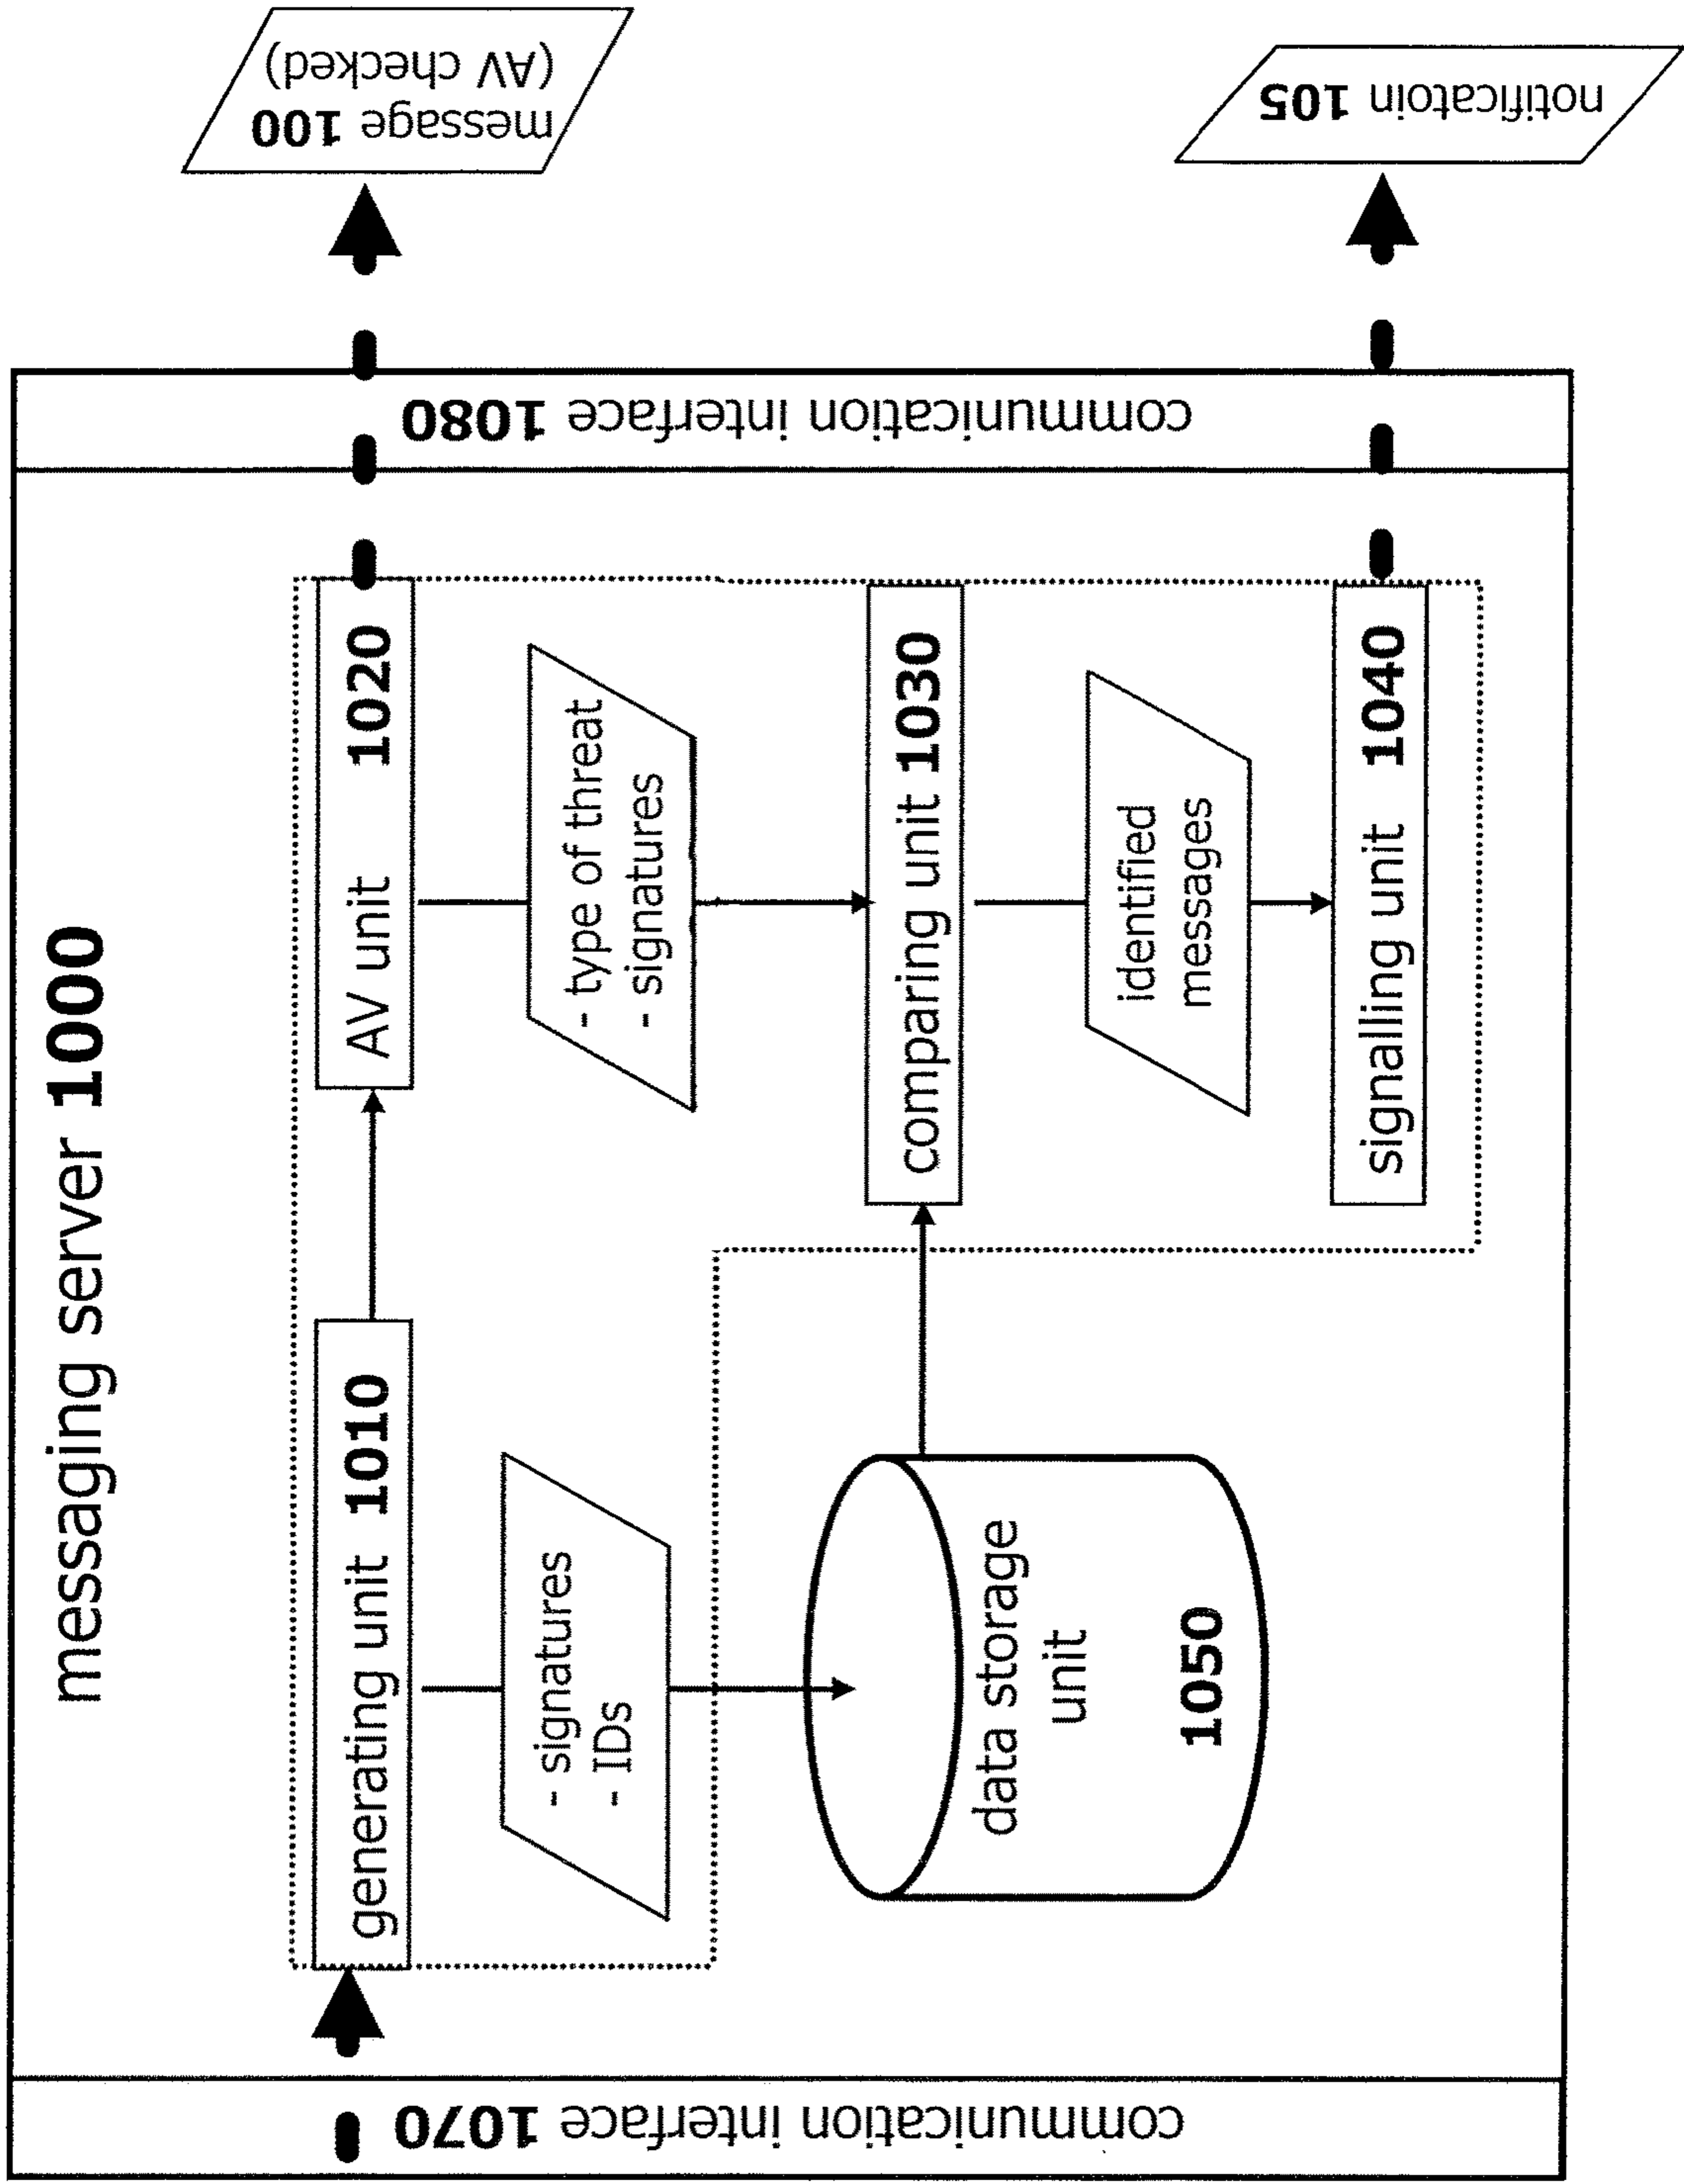 messaging server 1000
communication interface 1070
generating unit 1010
- signatures
- IDs
data storage
unit
1050
AV unit 1020
- type of threat
- signatures
comparing unit 1030
identified
messages
signalling unit 1040
communication interface 1080
message 100
(AV checked)
notificatoin 105